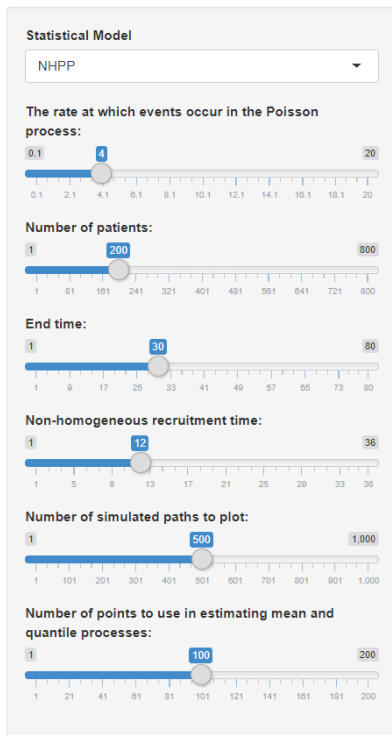 Statistical Model
NHPP
The rate at which events occur in the Poisson
process:
0.1 4 20
0.1 2.1 4.1 6.1 8.1 10.1 12.1 14.1 16.1 18.1 20
Number of patients:
1 200 800
1 81 161 241 321 401 481 561 641 721 800
End time:
1 30 80
1 9 17 25 33 41 49 57 65 73 80
Non-homogeneous recruitment time:
1 12 36
1 5 9 13 17 21 25 29 33 36
Number of simulated paths to plot:
1 500 1,000
1 101 201 301 401 501 601 701 801 901 1,000
Number of points to use in estimating mean and
quantile processes:
1 100 200
1 21 41 61 81 101 121 141 161 181 200